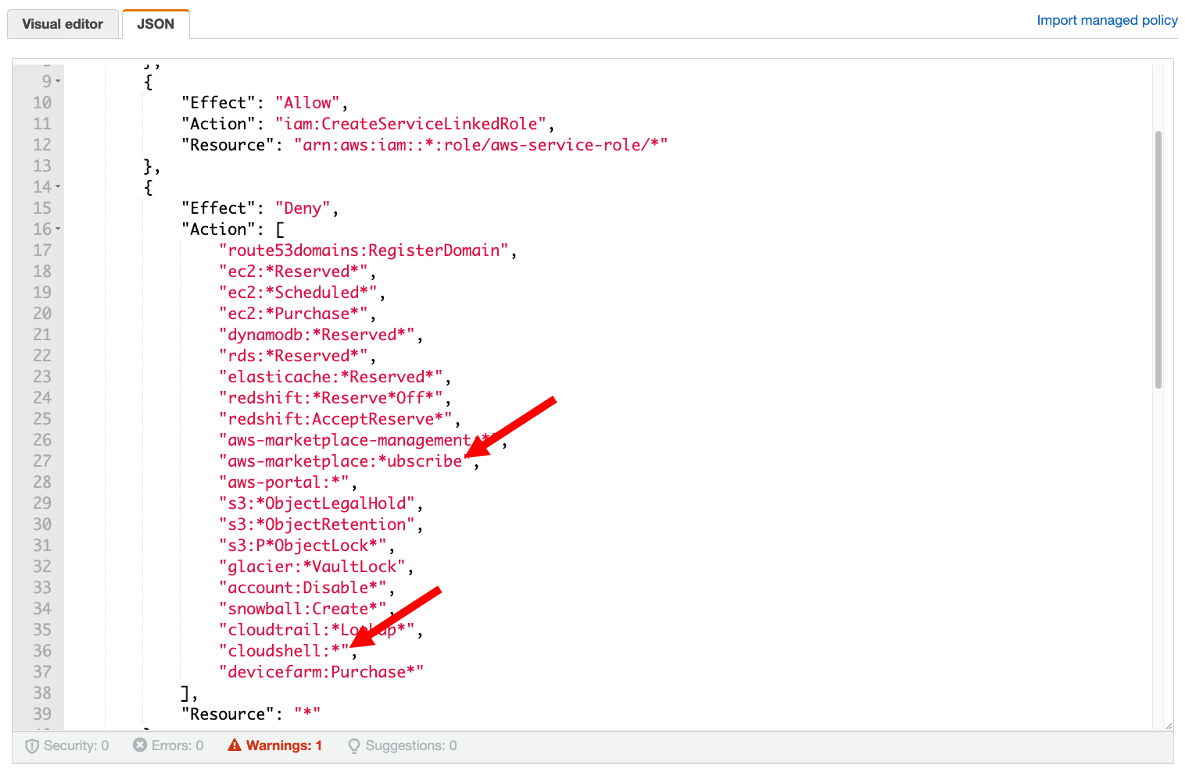 Visual editor JSON Import managed policy
9 {
10 "Effect": "Allow",
11 "Action": "iam:CreateServiceLinkedRole",
12 "Resource": "arn:aws:iam::*:role/aws-service-role/*"
13 },
14 {
15 "Effect": "Deny",
16 "Action": [
17 "route53domains:RegisterDomain",
18 "ec2:*Reserved*",
19 "ec2:*Scheduled*",
20 "ec2:*Purchase*",
21 "dynamodb:*Reserved*",
22 "rds:*Reserved*",
23 "elasticache:*Reserved*",
24 "redshift:*Reserve*Off*",
25 "redshift:AcceptReserve*",
26 "aws-marketplace-management:*",
27 "aws-marketplace:*ubscribe",
28 "aws-portal:*",
29 "s3:*ObjectLegalHold",
30 "s3:*ObjectRetention",
31 "s3:P*ObjectLock*",
32 "glacier:*VaultLock",
33 "account:Disable*",
34 "snowball:Create*",
35 "cloudtrail:*Lookup*",
36 "cloudshell:*",
37 "devicefarm:Purchase*"
38 ],
39 "Resource": "*"
Security: 0 Errors: 0 Warnings: 1 Suggestions: 0